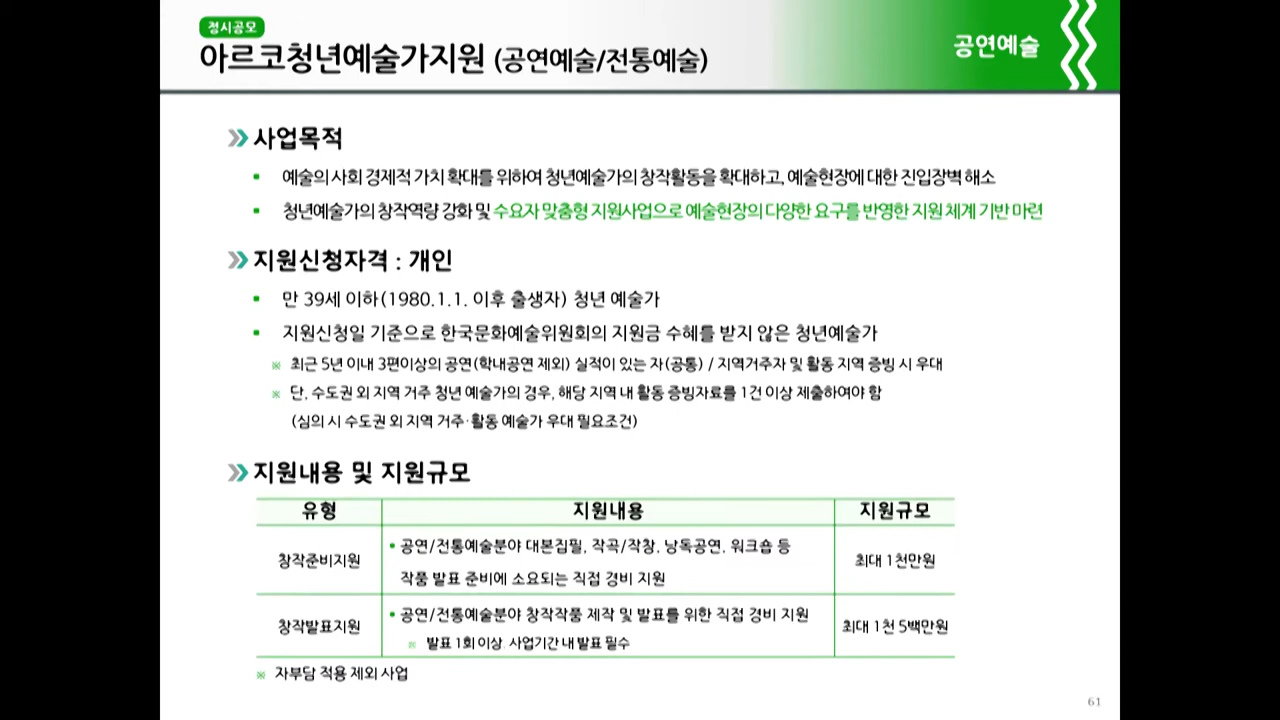 정시공모
아르코청년예술가지원 (공연예술/전통예술)
공연예술
사업목적
▪ 예술의 사회 경제적 가치 확대를 위하여 청년예술가의 창작활동을 확대하고, 예술현장에 대한 진입장벽 해소
▪ 청년예술가의 창작역량 강화 및 수요자 맞춤형 지원사업으로 예술현장의 다양한 요구를 반영한 지원 체계 기반 마련
지원신청자격 : 개인
▪ 만 39세 이하(1980.1.1. 이후 출생자) 청년 예술가
▪ 지원신청일 기준으로 한국문화예술위원회의 지원금 수혜를 받지 않은 청년예술가
※ 최근 5년 이내 3편이상의 공연(학내공연 제외) 실적이 있는 자(공통) / 지역거주자 및 활동 지역 증빙 시 우대
※ 단, 수도권 외 지역 거주 청년 예술가의 경우, 해당 지역 내 활동 증빙자료를 1건 이상 제출하여야 함
(심의 시 수도권 외 지역 거주·활동 예술가 우대 필요조건)
지원내용 및 지원규모
유형 지원내용 지원규모
창작준비지원
• 공연/전통예술분야 대본집필, 작곡/작창, 낭독공연, 워크숍 등
작품 발표 준비에 소요되는 직접 경비 지원
최대 1천만원
창작발표지원
• 공연/전통예술분야 창작작품 제작 및 발표를 위한 직접 경비 지원
※ 발표 1회 이상. 사업기간 내 발표 필수
최대 1천 5백만원
※ 자부담 적용 제외 사업
61